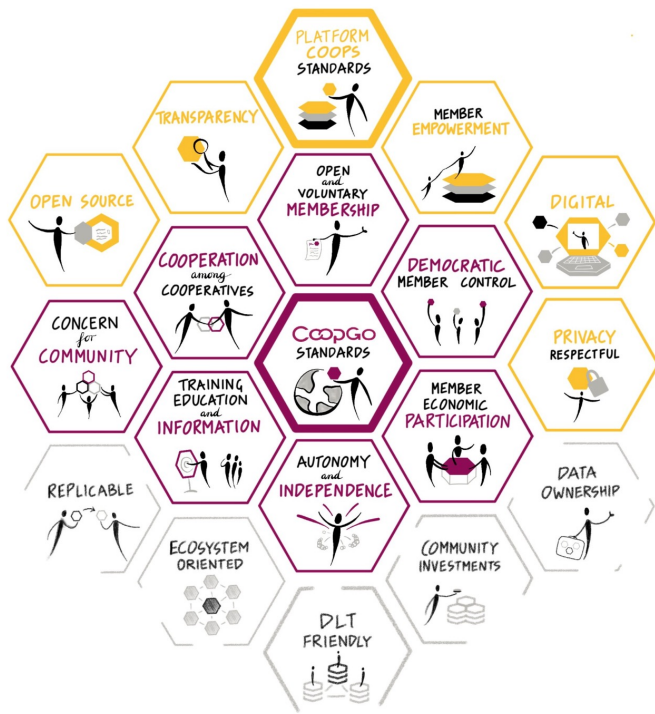 PLATFORM
COOPS
STANDARDS
TRANSPARENCY
MEMBER
EMPOWERMENT
OPEN SOURCE
OPEN
and
VOLUNTARY
MEMBERSHIP
DIGITAL
COOPERATION
among
COOPERATIVES
DEMOCRATIC
MEMBER CONTROL
CONCERN
for
COMMUNITY
COOPGO
STANDARDS
PRIVACY
RESPECTFUL
TRAINING
EDUCATION
and
INFORMATION
MEMBER
ECONOMIC
PARTICIPATION
REPLICABLE
AUTONOMY
and
INDEPENDENCE
DATA
OWNERSHIP
ECOSYSTEM
ORIENTED
COMMUNITY
INVESTMENTS
DLT
FRIENDLY